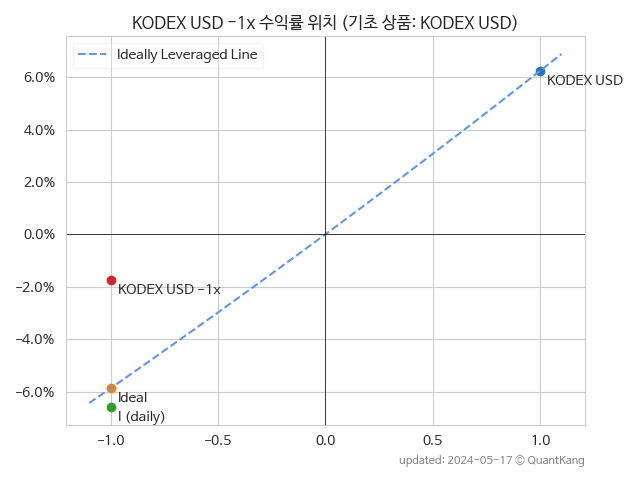 KODEX USD -1x 수익률 위치 (기초 상품: KODEX USD)
Ideally Leveraged Line
6.0%
4.0%
2.0%
0.0%
-2.0%
-4.0%
-6.0%
KODEX USD
KODEX USD -1x
Ideal
I (daily)
-1.0
-0.5
0.0
0.5
1.0
updated: 2024-05-17 © QuantKang